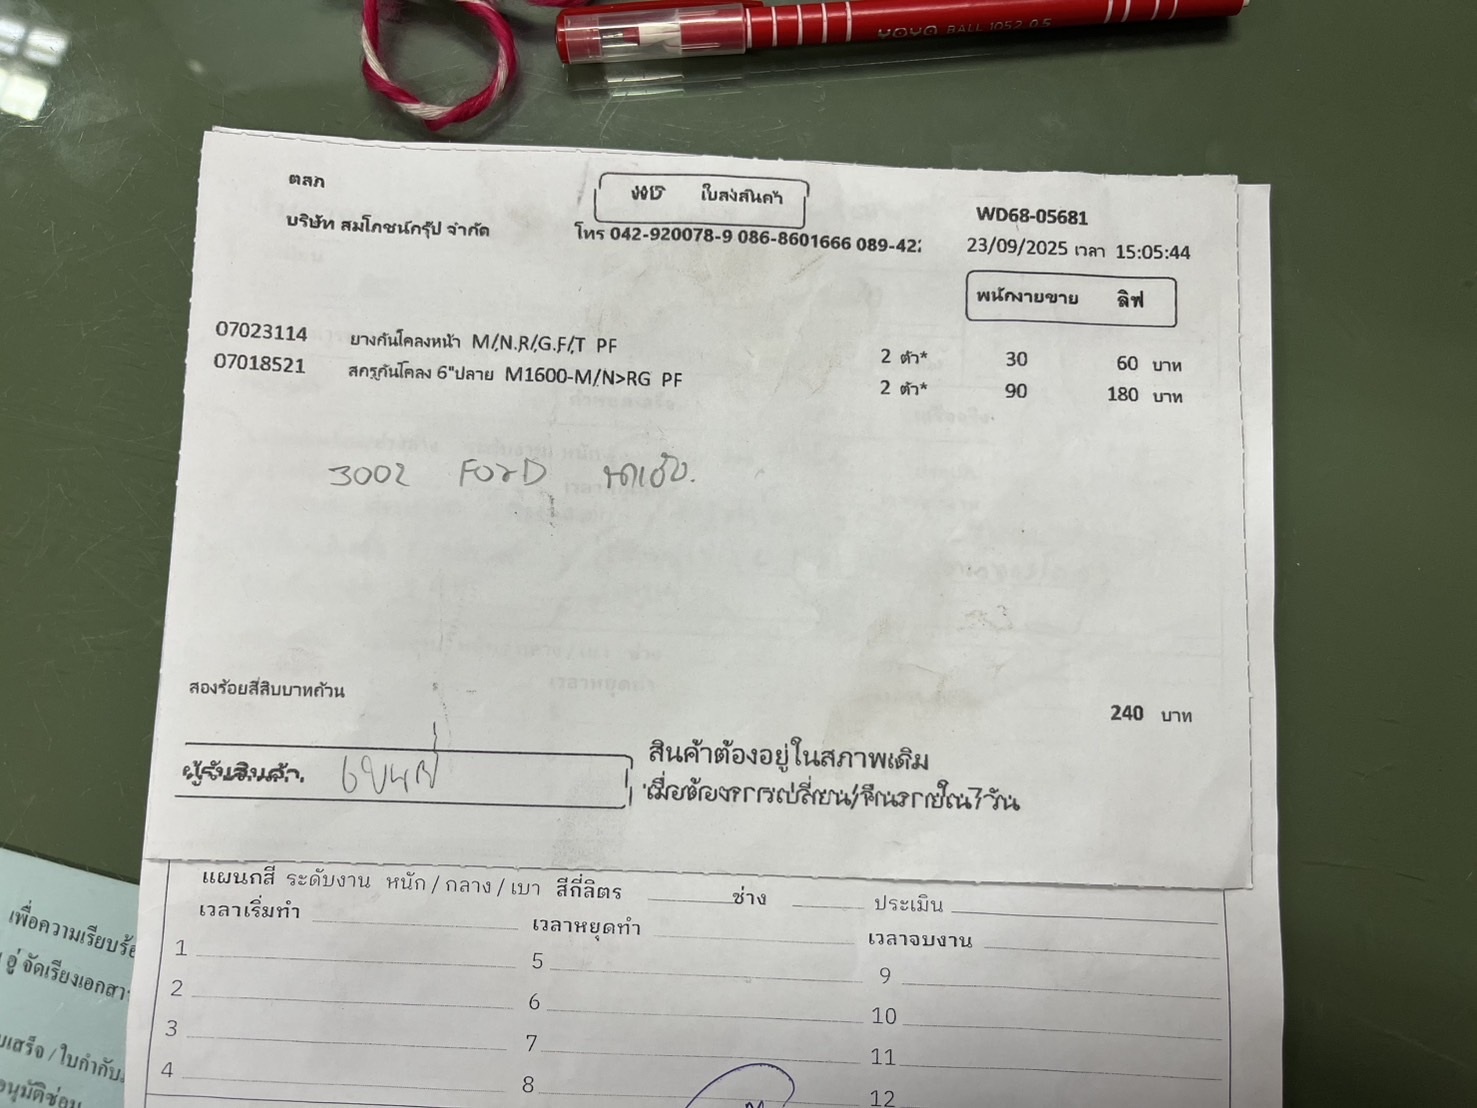 YOYA BALL 1052 0.5
ตสภ
ใบส่งสินค้า
WD68-05681
บริษัท สมโภชน์กรุ๊ป จำกัด
โทร 042-920078-9 086-8601666 089-42
23/09/2025 เวลา 15:05:44
พนักงายขาย ลิฟ
07023114 ยางกันโคลงหน้า M/,N.R/,G.F/,T PF 2 ตัว* 30 60 บาท
07018521 สกรูกันโคลง 6"ปลาย M1600-M/,N>RG PF 2 ตัว* 90 180 บาท
3002 FORD
สองร้อยสี่สิบบาทถ้วน 240 บาท
สินค้าต้องอยู่ในสภาพเดิม
ผู้รับสินค้า
เมื่อต้องการเปลี่ยน/คืนภายใน7วัน
แผนกสี ระดับงาน หนัก / กลาง / เบา สีกี่ลิตร ช่าง ประเมิน
เวลาเริ่มทำ เวลาหยุดทำ เวลาจบงาน
1 5 9
2 6 10
3 7 11
4 8 12
เพื่อความเรียบร้
อู่ จัดเรียงเอกสา
เสร็จ / ใบกำกับ